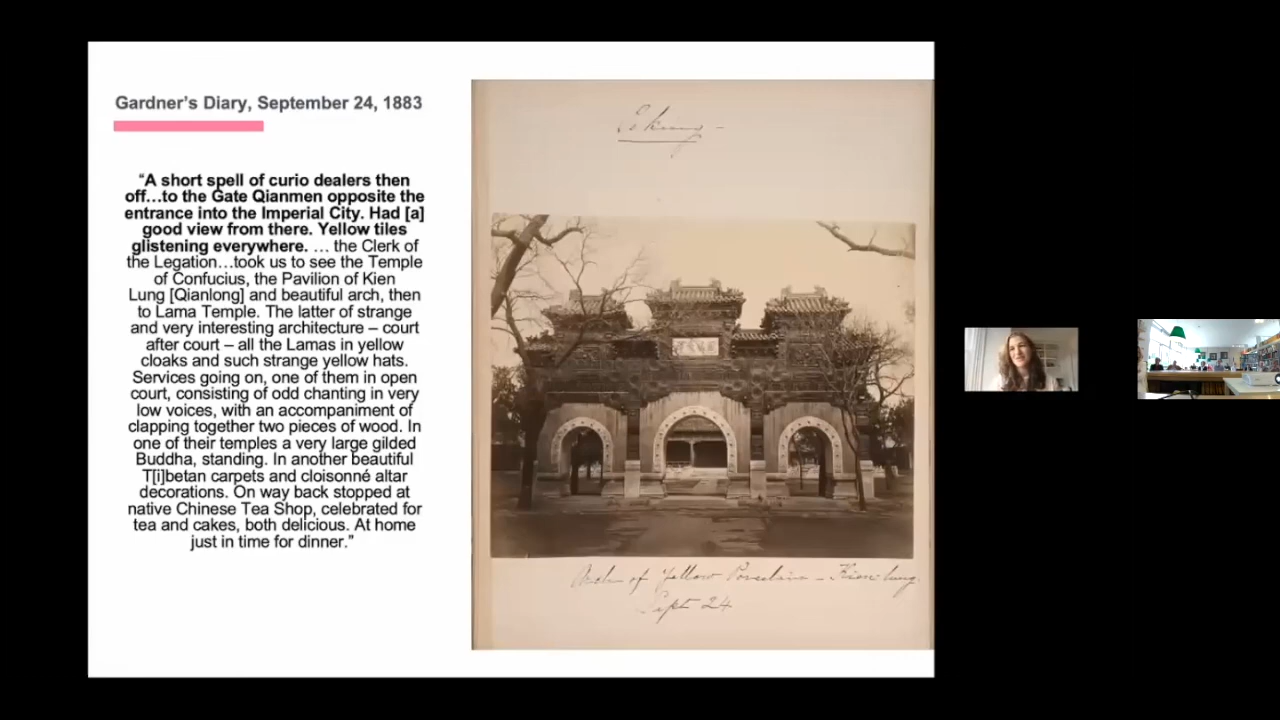 Gardner's Diary, September 24, 1883
“A short spell of curio dealers then
off…to the Gate Qianmen opposite the
entrance into the Imperial City. Had [a]
good view from there. Yellow tiles
glistening everywhere. … the Clerk of
the Legation…took us to see the Temple
of Confucius, the Pavilion of Kien
Lung [Qianlong] and beautiful arch, then
to Lama Temple. The latter of strange
and very interesting architecture – court
after court – all the Lamas in yellow
cloaks and such strange yellow hats.
Services going on, one of them in open
court, consisting of odd chanting in very
low voices, with an accompaniment of
clapping together two pieces of wood. In
one of their temples a very large gilded
Buddha, standing. In another beautiful
T[i]betan carpets and cloisonné altar
decorations. On way back stopped at
native Chinese Tea Shop, celebrated for
tea and cakes, both delicious. At home
just in time for dinner.”
Arch of Yellow Porcelain – Kien-lung.
Sept 24